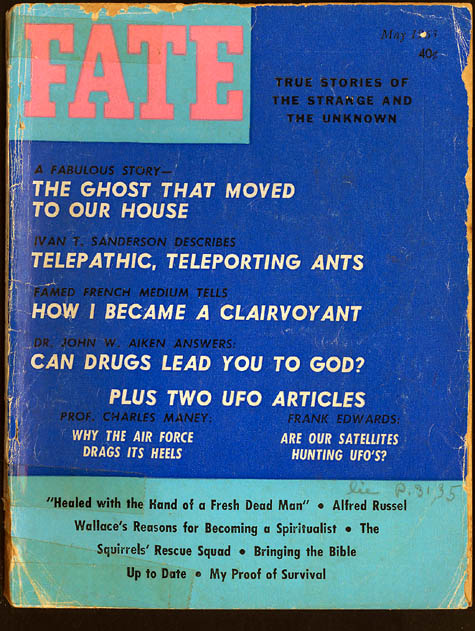 FATE
May
40¢
TRUE STORIES OF
THE STRANGE AND
THE UNKNOWN
A FABULOUS STORY—
THE GHOST THAT MOVED
TO OUR HOUSE
IVAN T. SANDERSON DESCRIBES
TELEPATHIC, TELEPORTING ANTS
FAMED FRENCH MEDIUM TELLS
HOW I BECAME A CLAIRVOYANT
DR. JOHN W. AIKEN ANSWERS:
CAN DRUGS LEAD YOU TO GOD?
PLUS TWO UFO ARTICLES
PROF. CHARLES MANEY:
WHY THE AIR FORCE
DRAGS ITS HEELS
FRANK EDWARDS:
ARE OUR SATELLITES
HUNTING UFO'S?
"Healed with the Hand of a Fresh Dead Man" • Alfred Russel
Wallace's Reasons for Becoming a Spiritualist • The
Squirrels' Rescue Squad • Bringing the Bible
Up to Date • My Proof of Survival